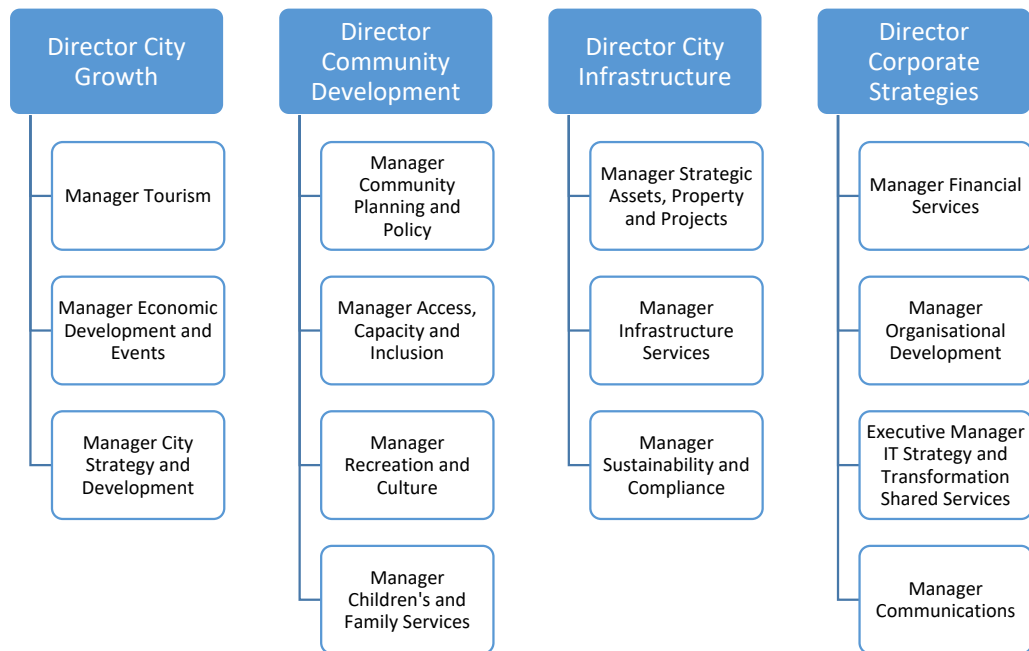 Director City
Growth
Manager Tourism
Manager Economic
Development and
Events
Manager City
Strategy and
Development
Director
Community
Development
Manager
Community
Planning and
Policy
Manager Access,
Capacity and
Inclusion
Manager
Recreation and
Culture
Manager
Children's and
Family Services
Director City
Infrastructure
Manager Strategic
Assets, Property
and Projects
Manager
Infrastructure
Services
Manager
Sustainability and
Compliance
Director
Corporate
Strategies
Manager Financial
Services
Manager
Organisational
Development
Executive Manager
IT Strategy and
Transformation
Shared Services
Manager
Communications